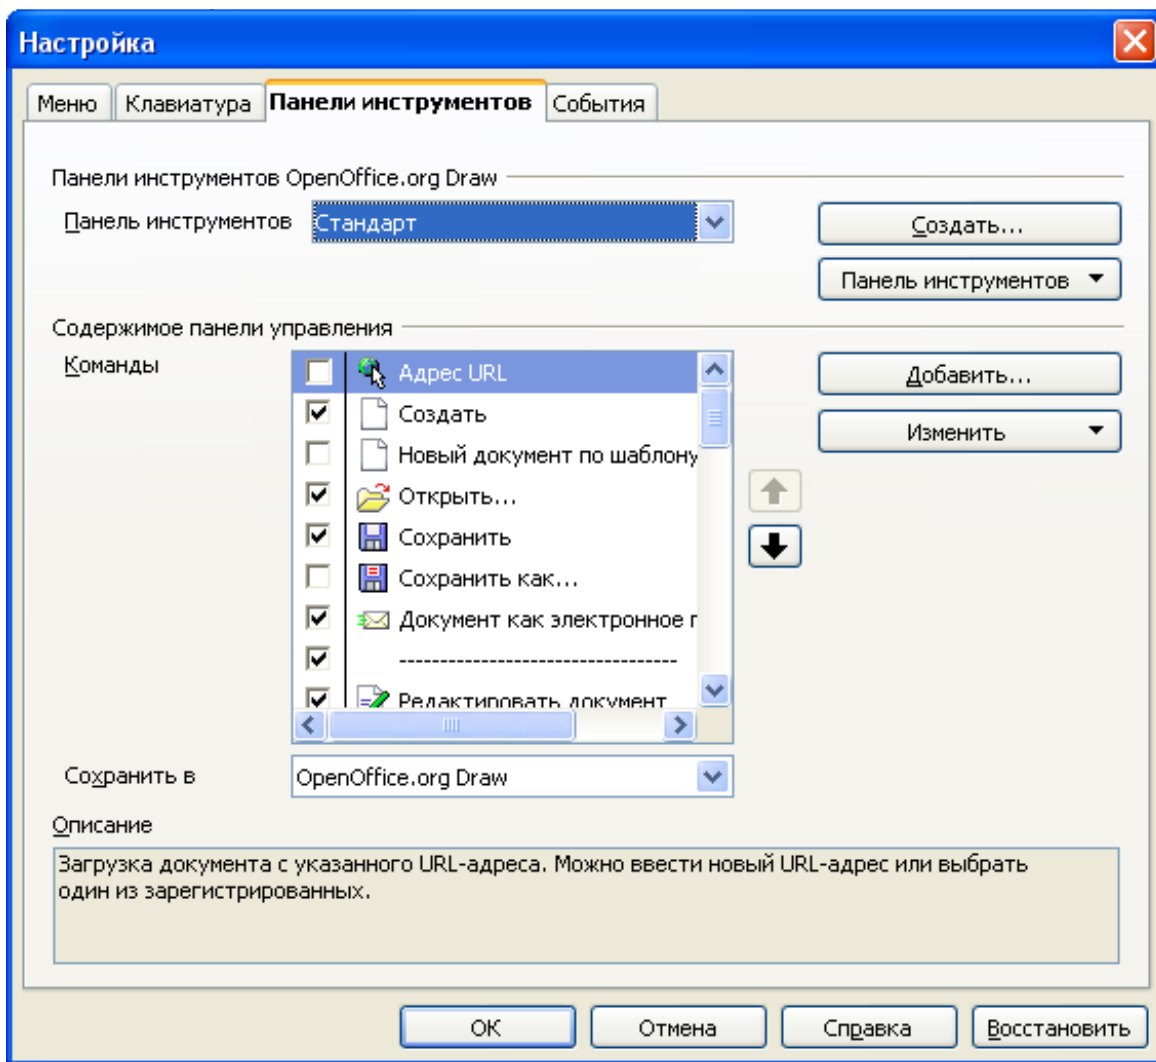 Настройка
Меню Клавиатура Панели инструментов События
Панели инструментов OpenOffice.org Draw
Панель инструментов Стандарт Создать...
Панель инструментов
Содержимое панели управления
Команды Адрес URL Добавить...
Создать
Изменить
Новый документ по шаблону
Открыть...
Сохранить
Сохранить как...
Документ как электронное п
---------------------------------
Редактировать документ
Сохранить в OpenOffice.org Draw
Описание
Загрузка документа с указанного URL-адреса. Можно ввести новый URL-адрес или выбрать
один из зарегистрированных.
ОК Отмена Справка Восстановить